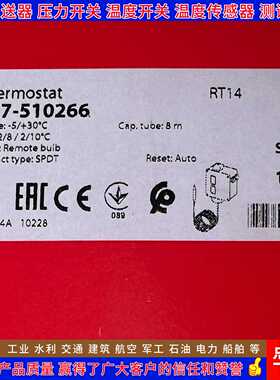 送器 压力开关 温度开关 温度传感器 测
ermostat
RT14
7-510266
e: -5/+30°C
Cap. tube: 8 m
2/8 / 2/10°C
: Remote bulb
ct type: SPDT
Reset: Auto
S
CE
EAC
089
4A 10228
工业 水利 交通 建筑 航空 军工 石油 电力 船舶 等
产品质量 赢得了广大客户的信任和赞誉